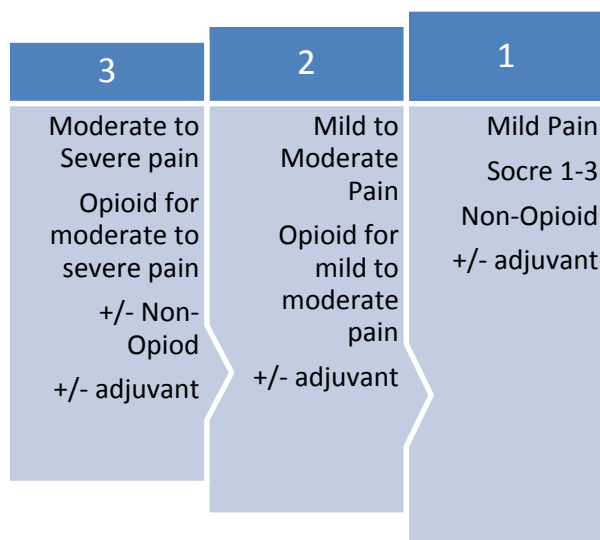 3
Moderate to
Severe pain
Opioid for
moderate to
severe pain
+/- Non-
Opiod
+/- adjuvant
2
Mild to
Moderate
Pain
Opioid for
mild to
moderate
pain
+/- adjuvant
1
Mild Pain
Socre 1-3
Non-Opioid
+/- adjuvant